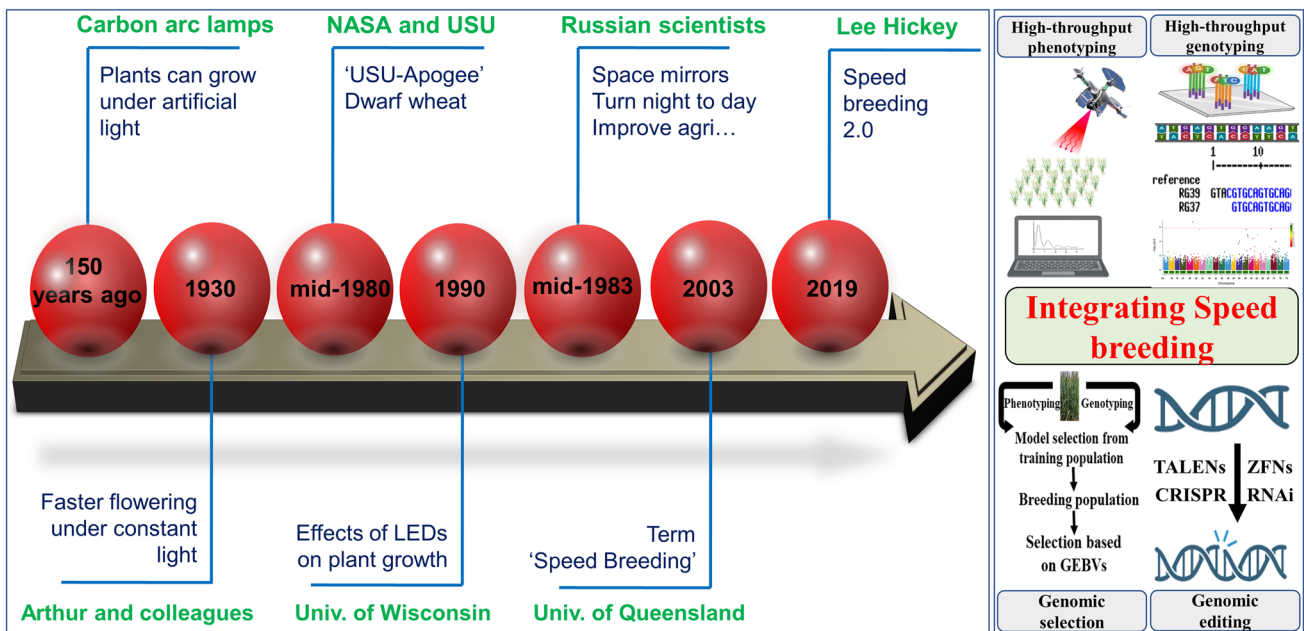 Carbon arc lamps
Plants can grow
under artificial
light
NASA and USU
‘USU-Apogee’
Dwarf wheat
Russian scientists
Space mirrors
Turn night to day
Improve agri…
Lee Hickey
Speed
breeding
2.0
150
years ago
1930
mid-1980
1990
mid-1983
2003
2019
Faster flowering
under constant
light
Arthur and colleagues
Effects of LEDs
on plant growth
Univ. of Wisconsin
Term
‘Speed Breeding’
Univ. of Queensland
High-throughput
phenotyping
High-throughput
genotyping
A T G A G T G G A A G T
T A C T C A C C T T C A
1 10
reference
RG39 GTACGTGCAGTGCAG
RG37 GTGCAGTGCAG
Chromosome
Integrating Speed
breeding
Phenotyping Genotyping
Model selection from
training population
Breeding population
Selection based
on GEBVs
Genomic
selection
TALENs ZFNs
CRISPR RNAi
Genomic
editing